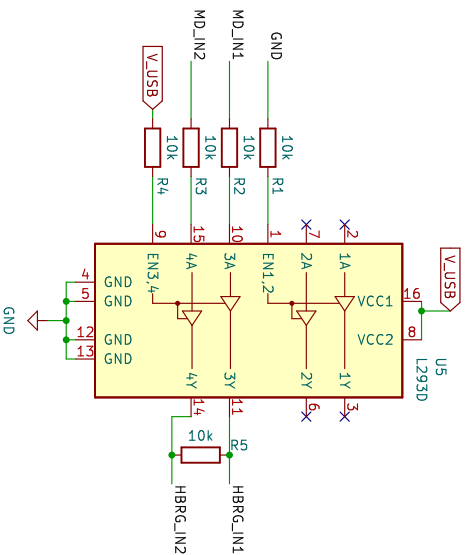 MD_IN2
MD_IN1
GND
V_USB
10k
10k
10k
10k
R4
R3
R2
R1
9
15
10
1
7
2
EN3,4
4A
3A
EN1,2
2A
1A
V_USB
VCC1
16
VCC2
8
U5
L293D
4
GND
5
GND
12
GND
13
GND
GND
4Y
3Y
2Y
1Y
14
11
6
3
10k
R5
HBRG_IN2
HBRG_IN1